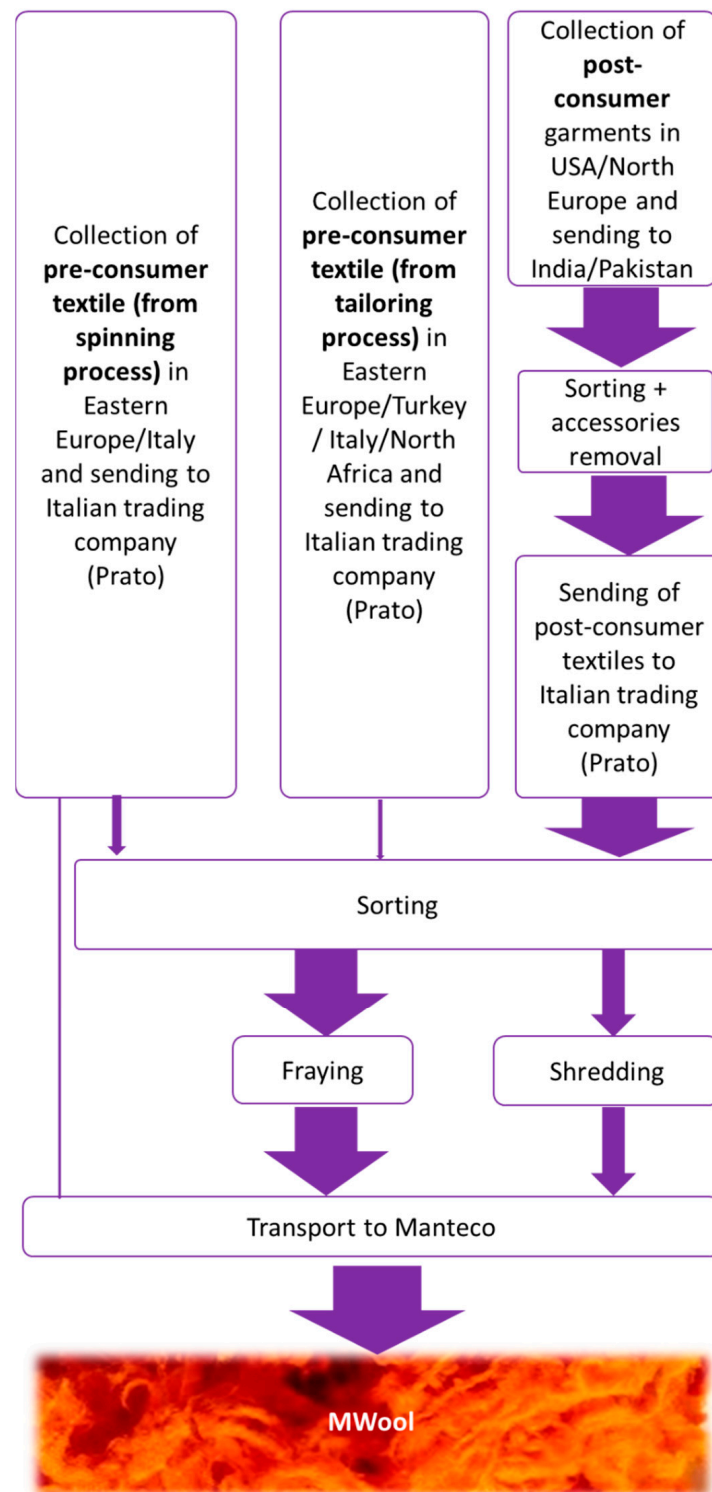 Collection of
pre-consumer
textile (from
spinning
process) in
Eastern
Europe/Italy
and sending to
Italian trading
company
(Prato)
Collection of
pre-consumer
textile (from
tailoring
process) in
Eastern
Europe/Turkey
/ Italy/North
Africa and
sending to
Italian trading
company
(Prato)
Collection of
post-
consumer
garments in
USA/North
Europe and
sending to
India/Pakistan
Sorting +
accessories
removal
Sending of
post-consumer
textiles to
Italian trading
company
(Prato)
Sorting
Fraying
Shredding
Transport to Manteco
MWool